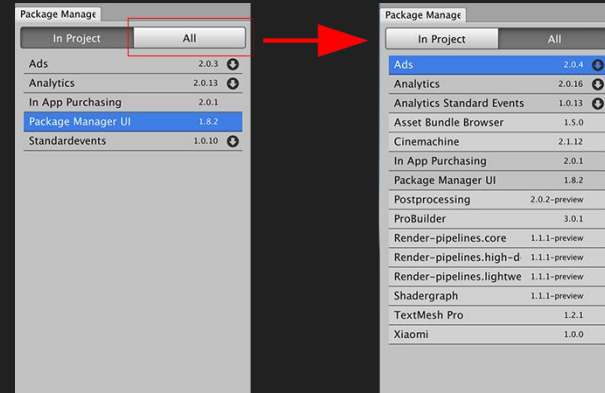 Package Manage
In Project All
Ads 2.0.3
Analytics 2.0.13
In App Purchasing 2.0.1
Package Manager UI 1.8.2
Standardevents 1.0.10
Package Manage
In Project All
Ads 2.0.4
Analytics 2.0.16
Analytics Standard Events 1.0.13
Asset Bundle Browser 1.5.0
Cinemachine 2.1.12
In App Purchasing 2.0.1
Package Manager UI 1.8.2
Postprocessing 2.0.2-preview
ProBuilder 3.0.1
Render-pipelines.core 1.1.1-preview
Render-pipelines.high-d 1.1.1-preview
Render-pipelines.lightwe 1.1.1-preview
Shadergraph 1.1.1-preview
TextMesh Pro 1.2.1
Xiaomi 1.0.0